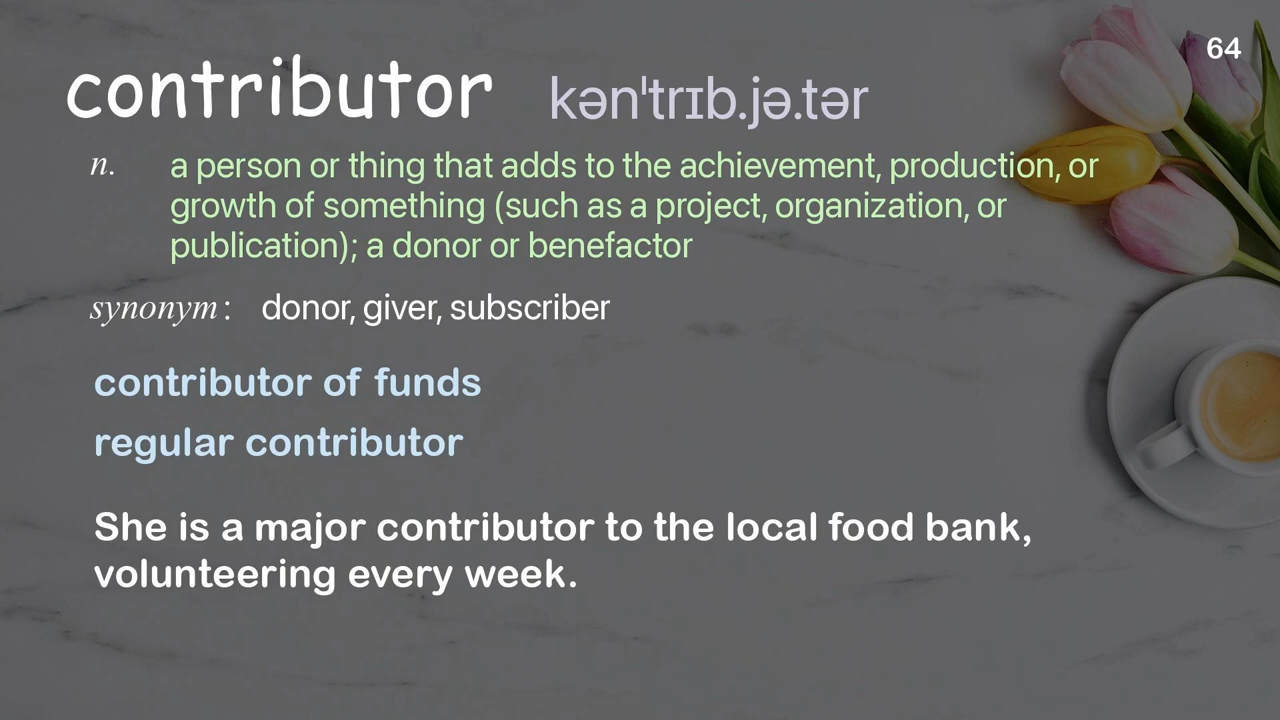 64
contributor kən'trɪb.jə.tər
n. a person or thing that adds to the achievement, production, or
growth of something (such as a project, organization, or
publication); a donor or benefactor
synonym: donor, giver, subscriber
contributor of funds
regular contributor
She is a major contributor to the local food bank,
volunteering every week.